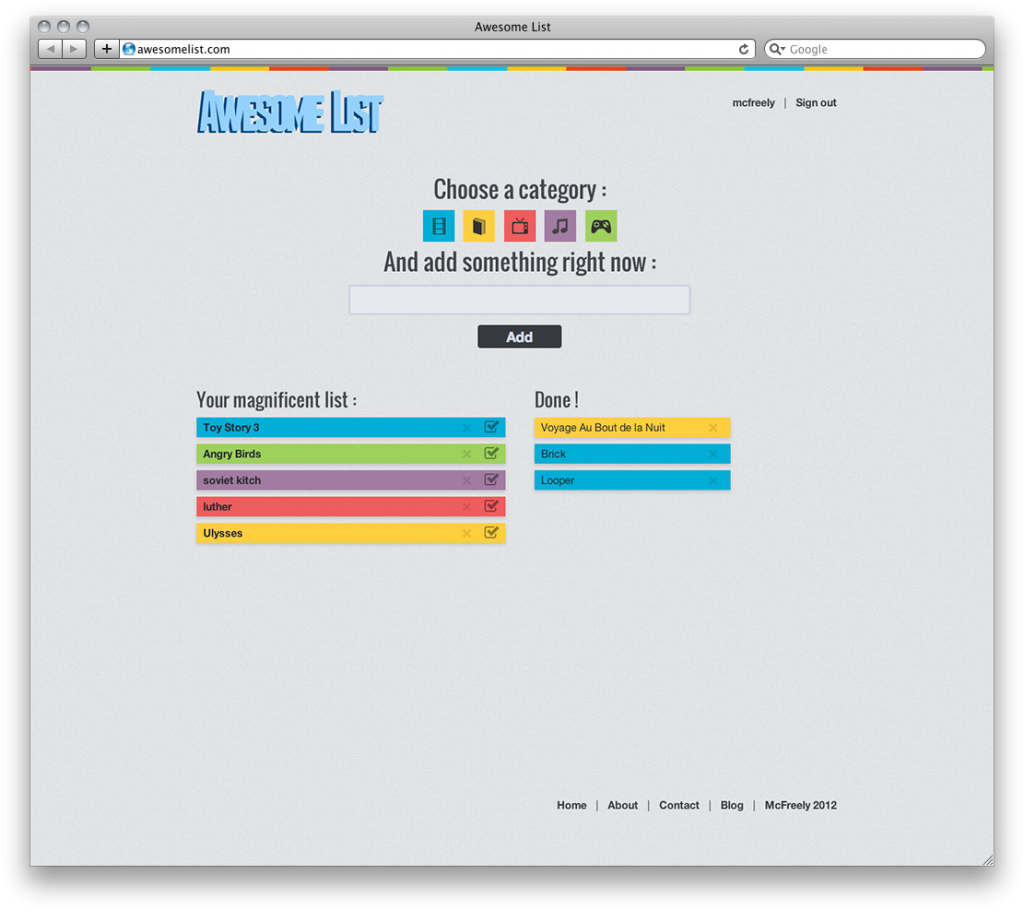 Awesome List
awesomelist.com
Google
AWESOME LIST
mcfreely | Sign out
Choose a category :
And add something right now :
Add
Your magnificent list :
Toy Story 3
Angry Birds
soviet kitch
luther
Ulysses
Done !
Voyage Au Bout de la Nuit
Brick
Looper
Home | About | Contact | Blog | McFreely 2012